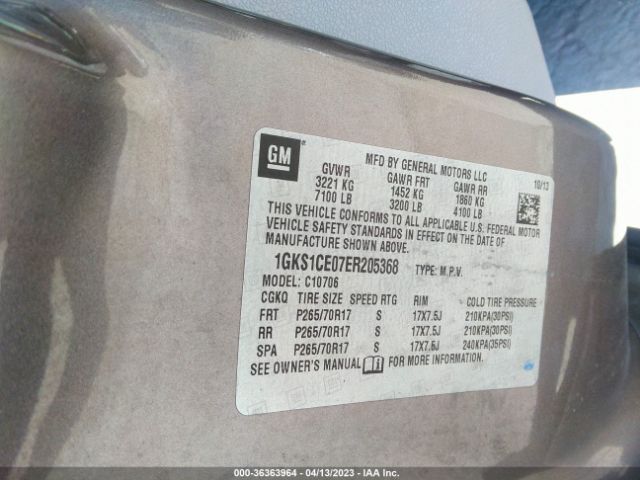 GM
MFD BY GENERAL MOTORS LLC
10/13
GVWR GAWR FRT GAWR RR
3221 KG 1452 KG 1860 KG
7100 LB 3200 LB 4100 LB
THIS VEHICLE CONFORMS TO ALL APPLICABLE U.S. FEDERAL MOTOR
VEHICLE SAFETY STANDARDS IN EFFECT ON THE DATE OF
MANUFACTURE SHOWN ABOVE.
1GKS1CE07ER205368 TYPE: M.P.V.
MODEL: C10706
CGKQ TIRE SIZE SPEED RTG RIM COLD TIRE PRESSURE
FRT P265/70R17 S 17X7.5J 210KPA(30PSI)
RR P265/70R17 S 17X7.5J 210KPA(30PSI)
SPA P265/70R17 S 17X7.5J 240KPA(35PSI)
SEE OWNER'S MANUAL FOR MORE INFORMATION.
000-36363964 - 04/13/2023 - IAA Inc.